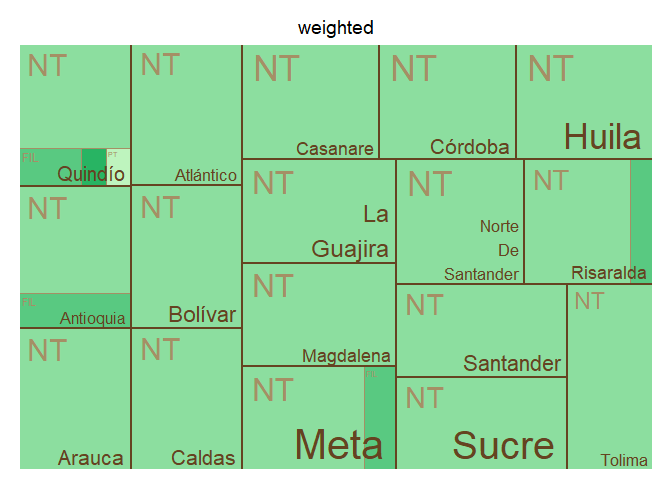 weighted
NT
FIL
PT
Quindío
NT
Atlántico
NT
Casanare
NT
Córdoba
NT
Huila
NT
FIL
Antioquia
NT
Bolívar
NT
La
Guajira
NT
Norte
De
Santander
NT
Risaralda
NT
Magdalena
NT
Santander
NT
Tolima
NT
Arauca
NT
Caldas
NT
FIL
Meta
NT
Sucre